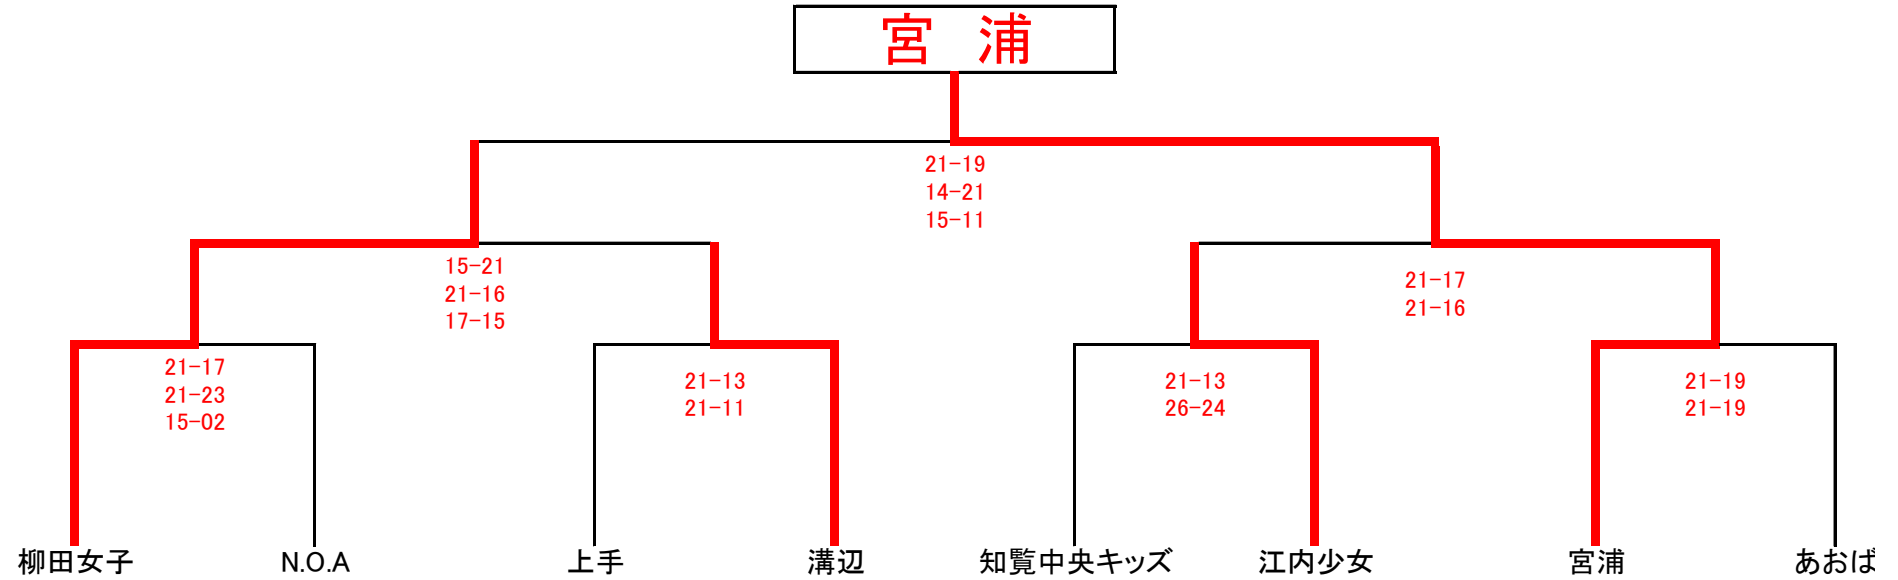 宮　浦
21-19
14-21
15-11
15-21
21-16
17-15
21-17
21-16
21-17
21-23
15-02
21-13
21-11
21-13
26-24
21-19
21-19
柳田女子
N.O.A
上手
溝辺
知覧中央キッズ
江内少女
宮浦
あおば